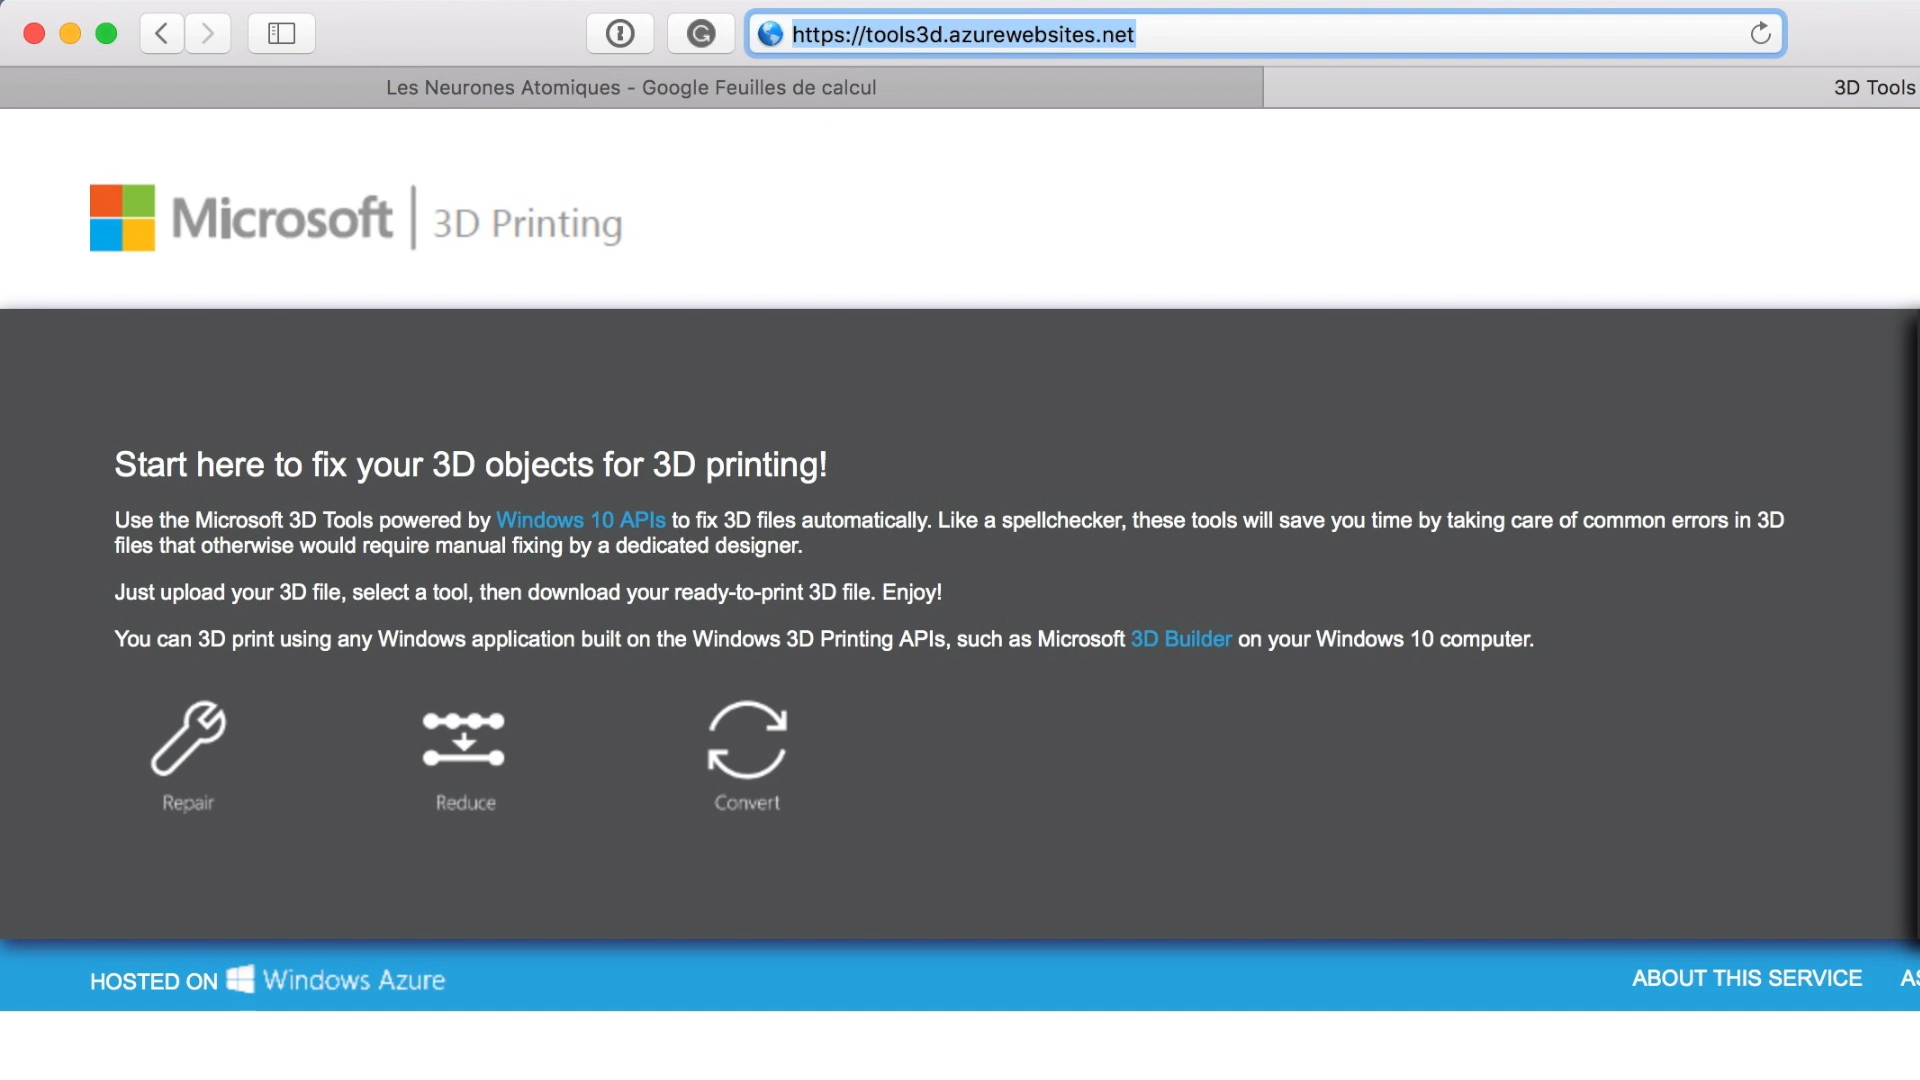 https://tools3d.azurewebsites.net
Les Neurones Atomiques - Google Feuilles de calcul
3D Tools
Microsoft | 3D Printing
Start here to fix your 3D objects for 3D printing!
Use the Microsoft 3D Tools powered by Windows 10 APIs to fix 3D files automatically. Like a spellchecker, these tools will save you time by taking care of common errors in 3D
files that otherwise would require manual fixing by a dedicated designer.
Just upload your 3D file, select a tool, then download your ready-to-print 3D file. Enjoy!
You can 3D print using any Windows application built on the Windows 3D Printing APIs, such as Microsoft 3D Builder on your Windows 10 computer.
Repair
Reduce
Convert
HOSTED ON Windows Azure
ABOUT THIS SERVICE